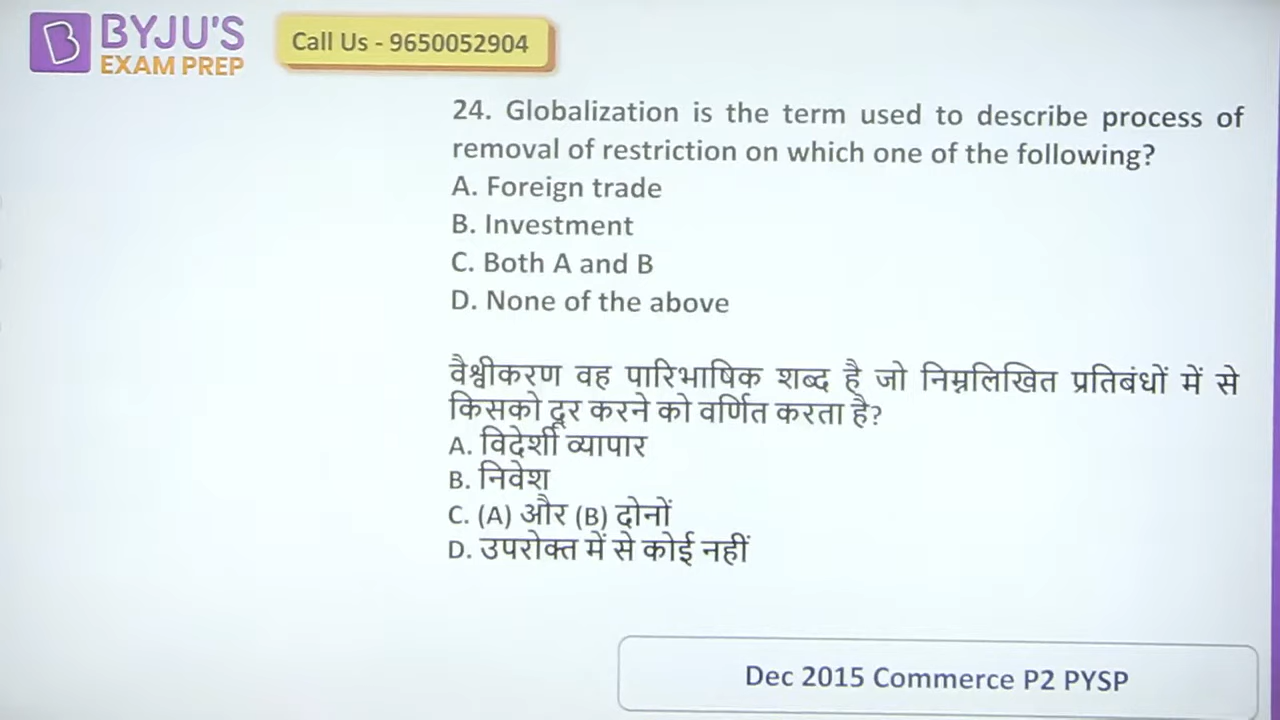 BYJU'S
EXAM PREP
Call Us - 9650052904
24. Globalization is the term used to describe process of
removal of restriction on which one of the following?
A. Foreign trade
B. Investment
C. Both A and B
D. None of the above
वैश्वीकरण वह पारिभाषिक शब्द है जो निम्नलिखित प्रतिबंधों में से
किसको दूर करने को वर्णित करता है?
A. विदेशी व्यापार
B. निवेश
C. (A) और (B) दोनों
D. उपरोक्त में से कोई नहीं
Dec 2015 Commerce P2 PYSP